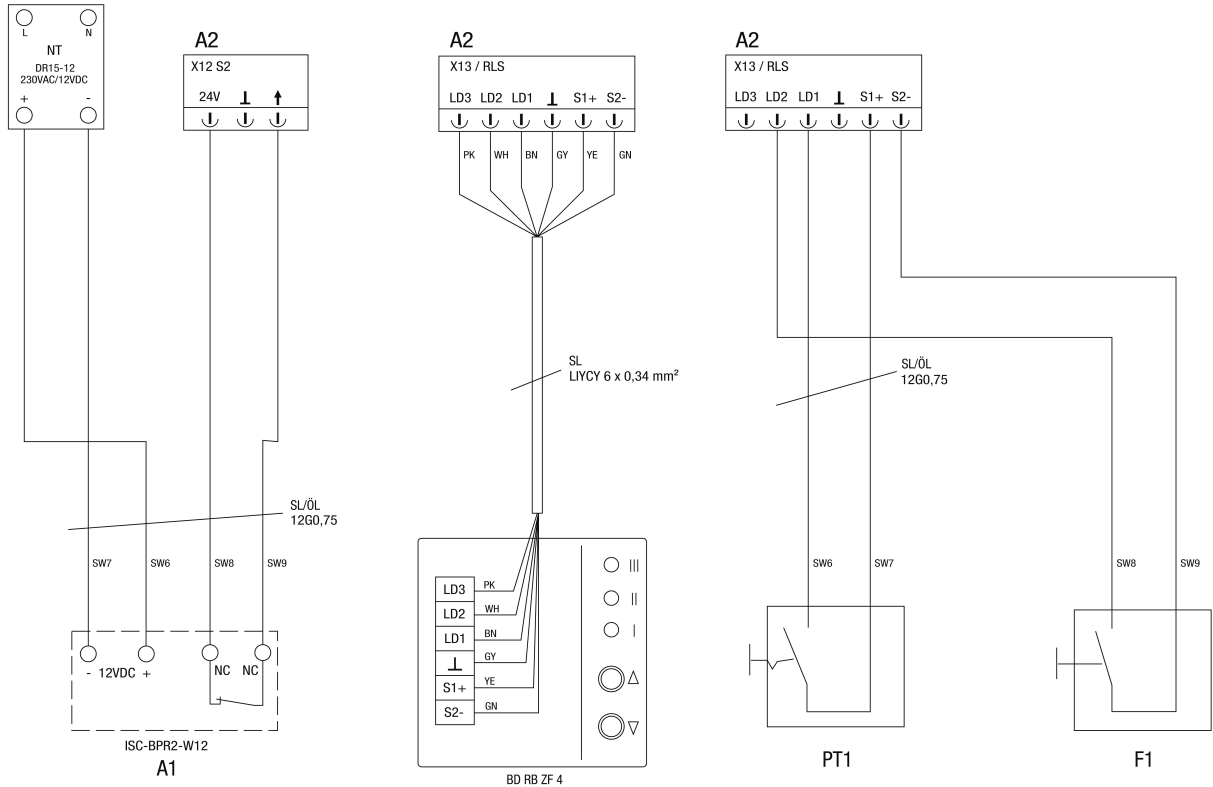 L N
NT
DR15-12
230VAC/12VDC
+ -
A2
X12 S2
24V
SL/ÖL
12G0,75
SW7 SW6 SW8 SW9
- 12VDC + NC NC
ISC-BPR2-W12
A1
A2
X13 / RLS
LD3 LD2 LD1 S1+ S2-
PK WH BN GY YE GN
SL
LIYCY 6 x 0,34 mm²
LD3 PK
LD2 WH
LD1 BN
GY
S1+ YE
S2- GN
III
II
I
BD RB ZF 4
A2
X13 / RLS
LD3 LD2 LD1 S1+ S2-
SL/ÖL
12G0,75
SW6 SW7 SW8 SW9
PT1 F1